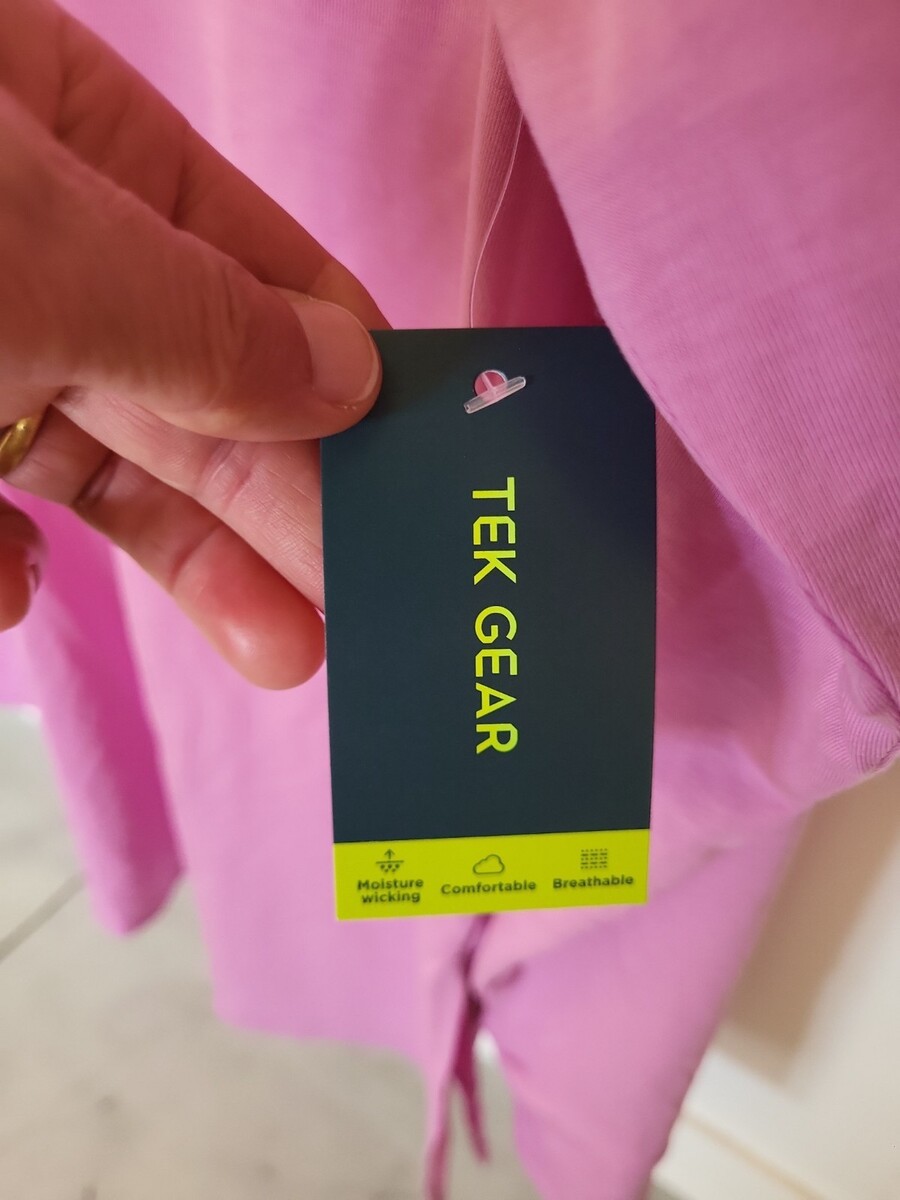 TEK GEAR
Moisture
wicking
Comfortable
Breathable